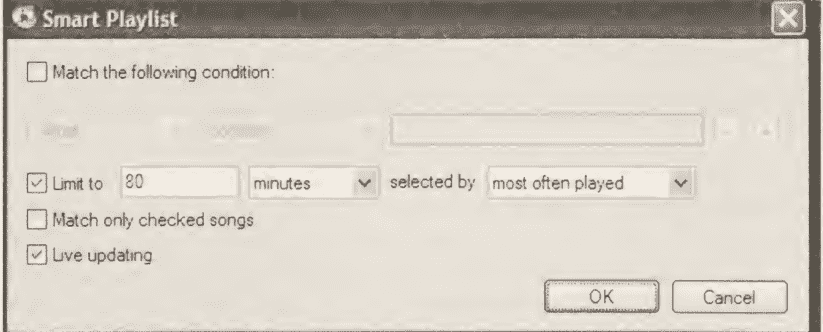 Smart Playlist
Match the following condition:
Limit to 80 minutes selected by most often played
Match only checked songs
Live updating
OK Cancel